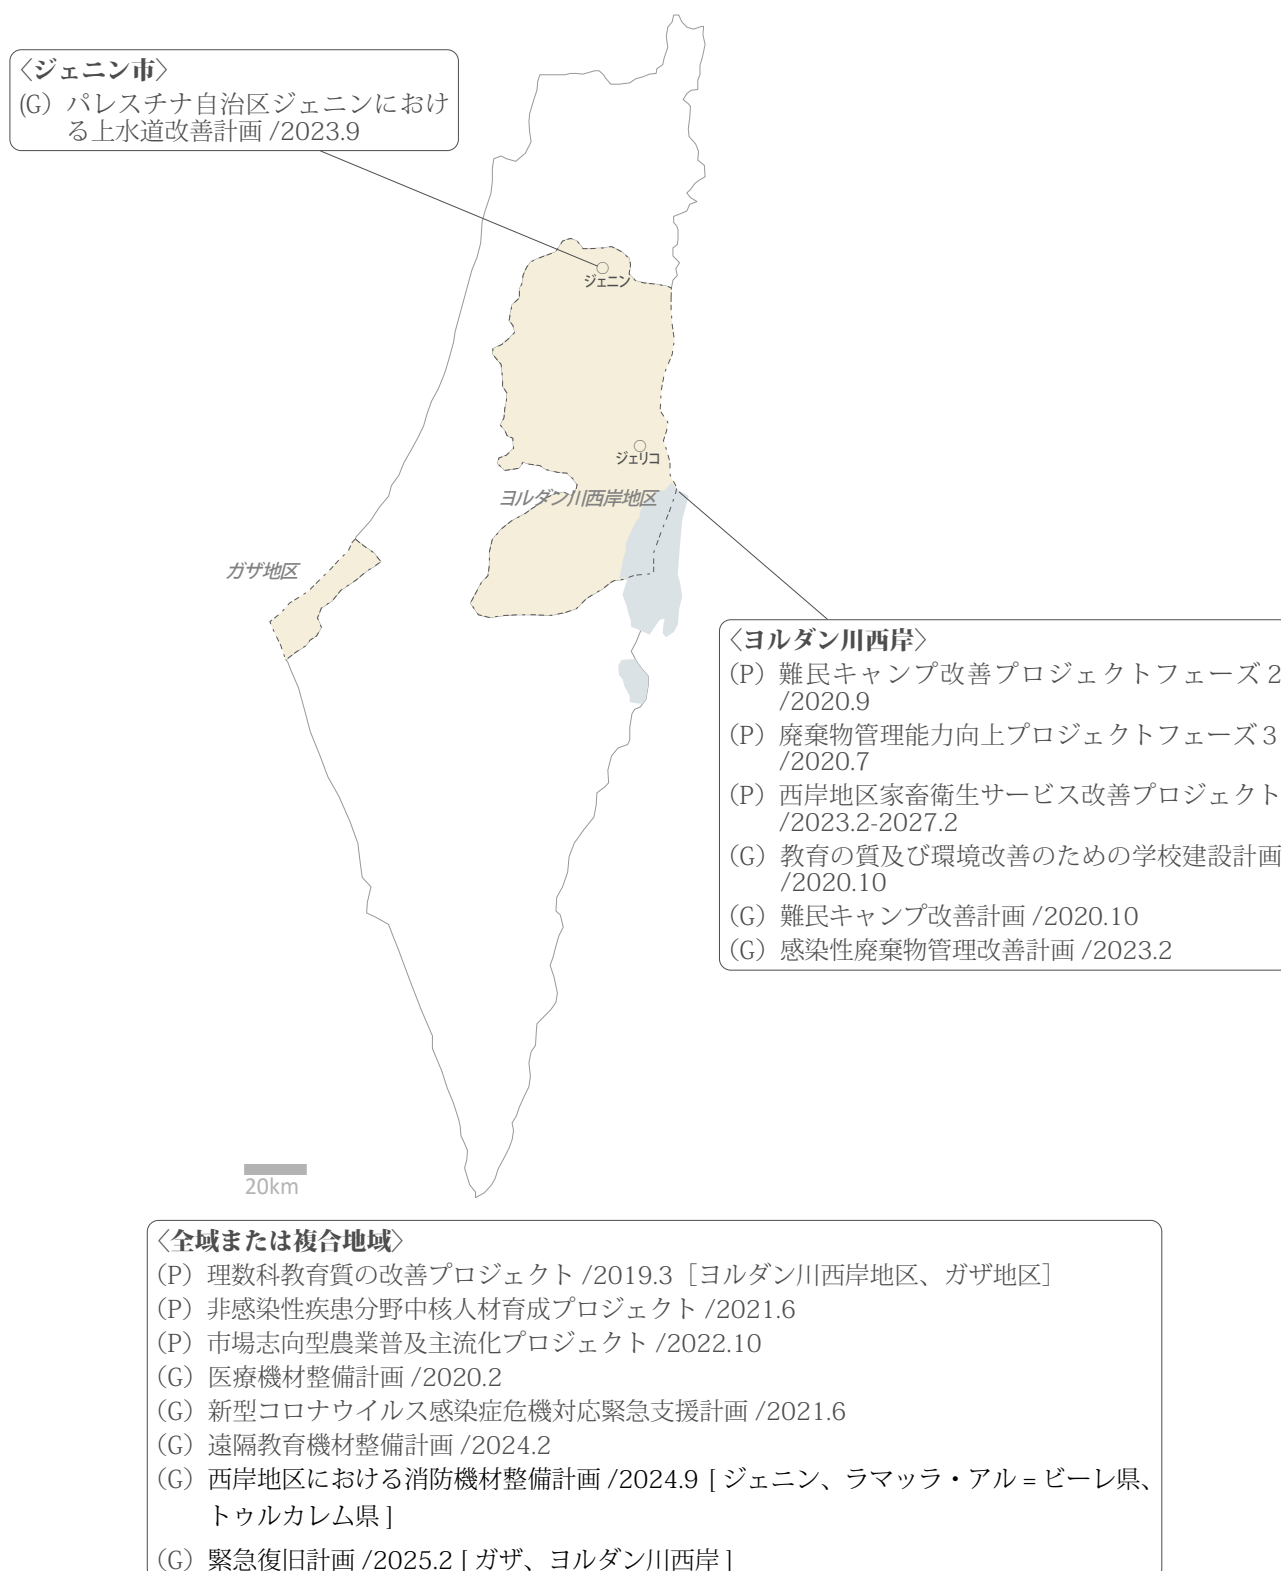 〈ジェニン市〉
(G) パレスチナ自治区ジェニンにおけ
る上水道改善計画 /2023.9
ジェニン
ジェリコ
ヨルダン川西岸地区
ガザ地区
〈ヨルダン川西岸〉
(P) 難民キャンプ改善プロジェクトフェーズ 2
/2020.9
(P) 廃棄物管理能力向上プロジェクトフェーズ 3
/2020.7
(P) 西岸地区家畜衛生サービス改善プロジェクト
/2023.2-2027.2
(G) 教育の質及び環境改善のための学校建設計画
/2020.10
(G) 難民キャンプ改善計画 /2020.10
(G) 感染性廃棄物管理改善計画 /2023.2
20km
〈全域または複合地域〉
(P) 理数科教育質の改善プロジェクト /2019.3［ヨルダン川西岸地区、ガザ地区］
(P) 非感染性疾患分野中核人材育成プロジェクト /2021.6
(P) 市場志向型農業普及主流化プロジェクト /2022.10
(G) 医療機材整備計画 /2020.2
(G) 新型コロナウイルス感染症危機対応緊急支援計画 /2021.6
(G) 遠隔教育機材整備計画 /2024.2
(G) 西岸地区における消防機材整備計画 /2024.9 [ ジェニン、ラマッラ・アル = ビーレ県、
トゥルカレム県 ]
(G) 緊急復旧計画 /2025.2 [ ガザ、ヨルダン川西岸 ]